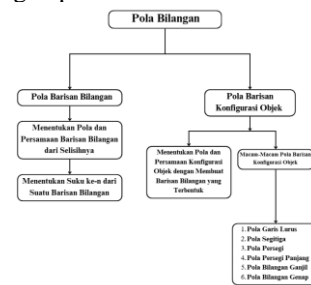 Pola Bilangan
Pola Barisan Bilangan
Pola Barisan
Konfigurasi Objek
Menentukan Pola dan
Persamaan Barisan Bilangan
dari Selisihnya
Menentukan Suku ke-n dari
Suatu Barisan Bilangan
Menentukan Pola dan
Persamaan Konfigurasi
Objek dengan Membuat
Barisan Bilangan yang
Terbentuk
Macam-Macam Pola Barisan
Konfigurasi Objek
1. Pola Garis Lurus
2. Pola Segitiga
3. Pola Persegi
4. Pola Persegi Panjang
5. Pola Bilangan Ganjil
6. Pola Bilangan Genap